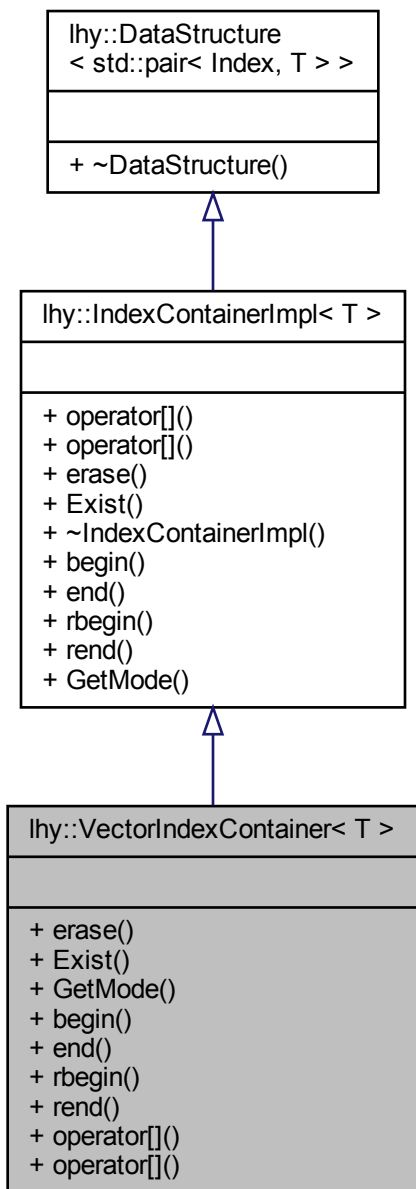 lhy::DataStructure
< std::pair< Index, T > >
+ ~DataStructure()
lhy::IndexContainerImpl< T >
+ operator[]()
+ operator[]()
+ erase()
+ Exist()
+ ~IndexContainerImpl()
+ begin()
+ end()
+ rbegin()
+ rend()
+ GetMode()
lhy::VectorIndexContainer< T >
+ erase()
+ Exist()
+ GetMode()
+ begin()
+ end()
+ rbegin()
+ rend()
+ operator[]()
+ operator[]()